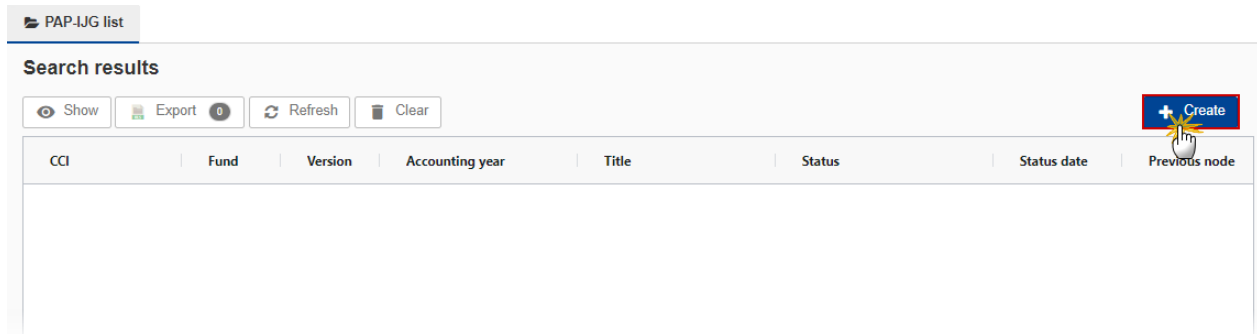 PAP-IJG list
Search results
Show Export 0 Refresh Clear Create
CCI Fund Version Accounting year Title Status Status date Previous node